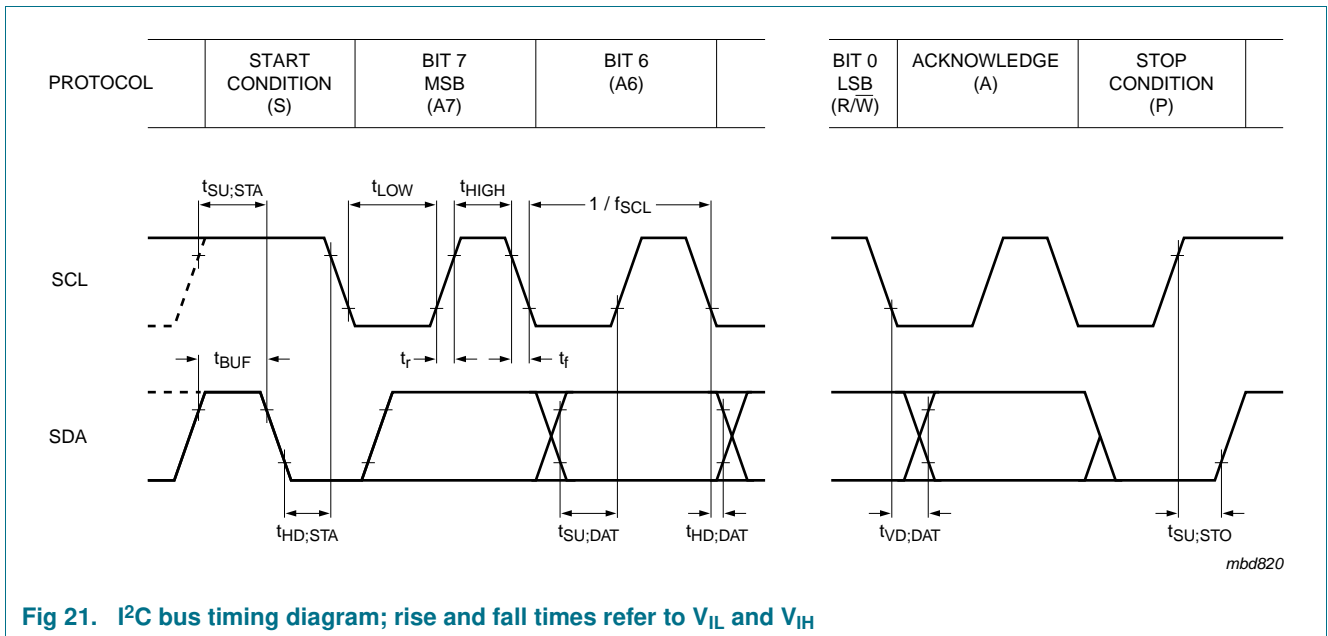 PROTOCOL
START
CONDITION
(S)
BIT 7
MSB
(A7)
BIT 6
(A6)
BIT 0
LSB
(R/W̅)
ACKNOWLEDGE
(A)
STOP
CONDITION
(P)
tSU;STA
tLOW
tHIGH
1 / fSCL
SCL
tBUF
tr
tf
SDA
tHD;STA
tSU;DAT
tHD;DAT
tVD;DAT
tSU;STO
mbd820
Fig 21. I²C bus timing diagram; rise and fall times refer to VIL and VIH